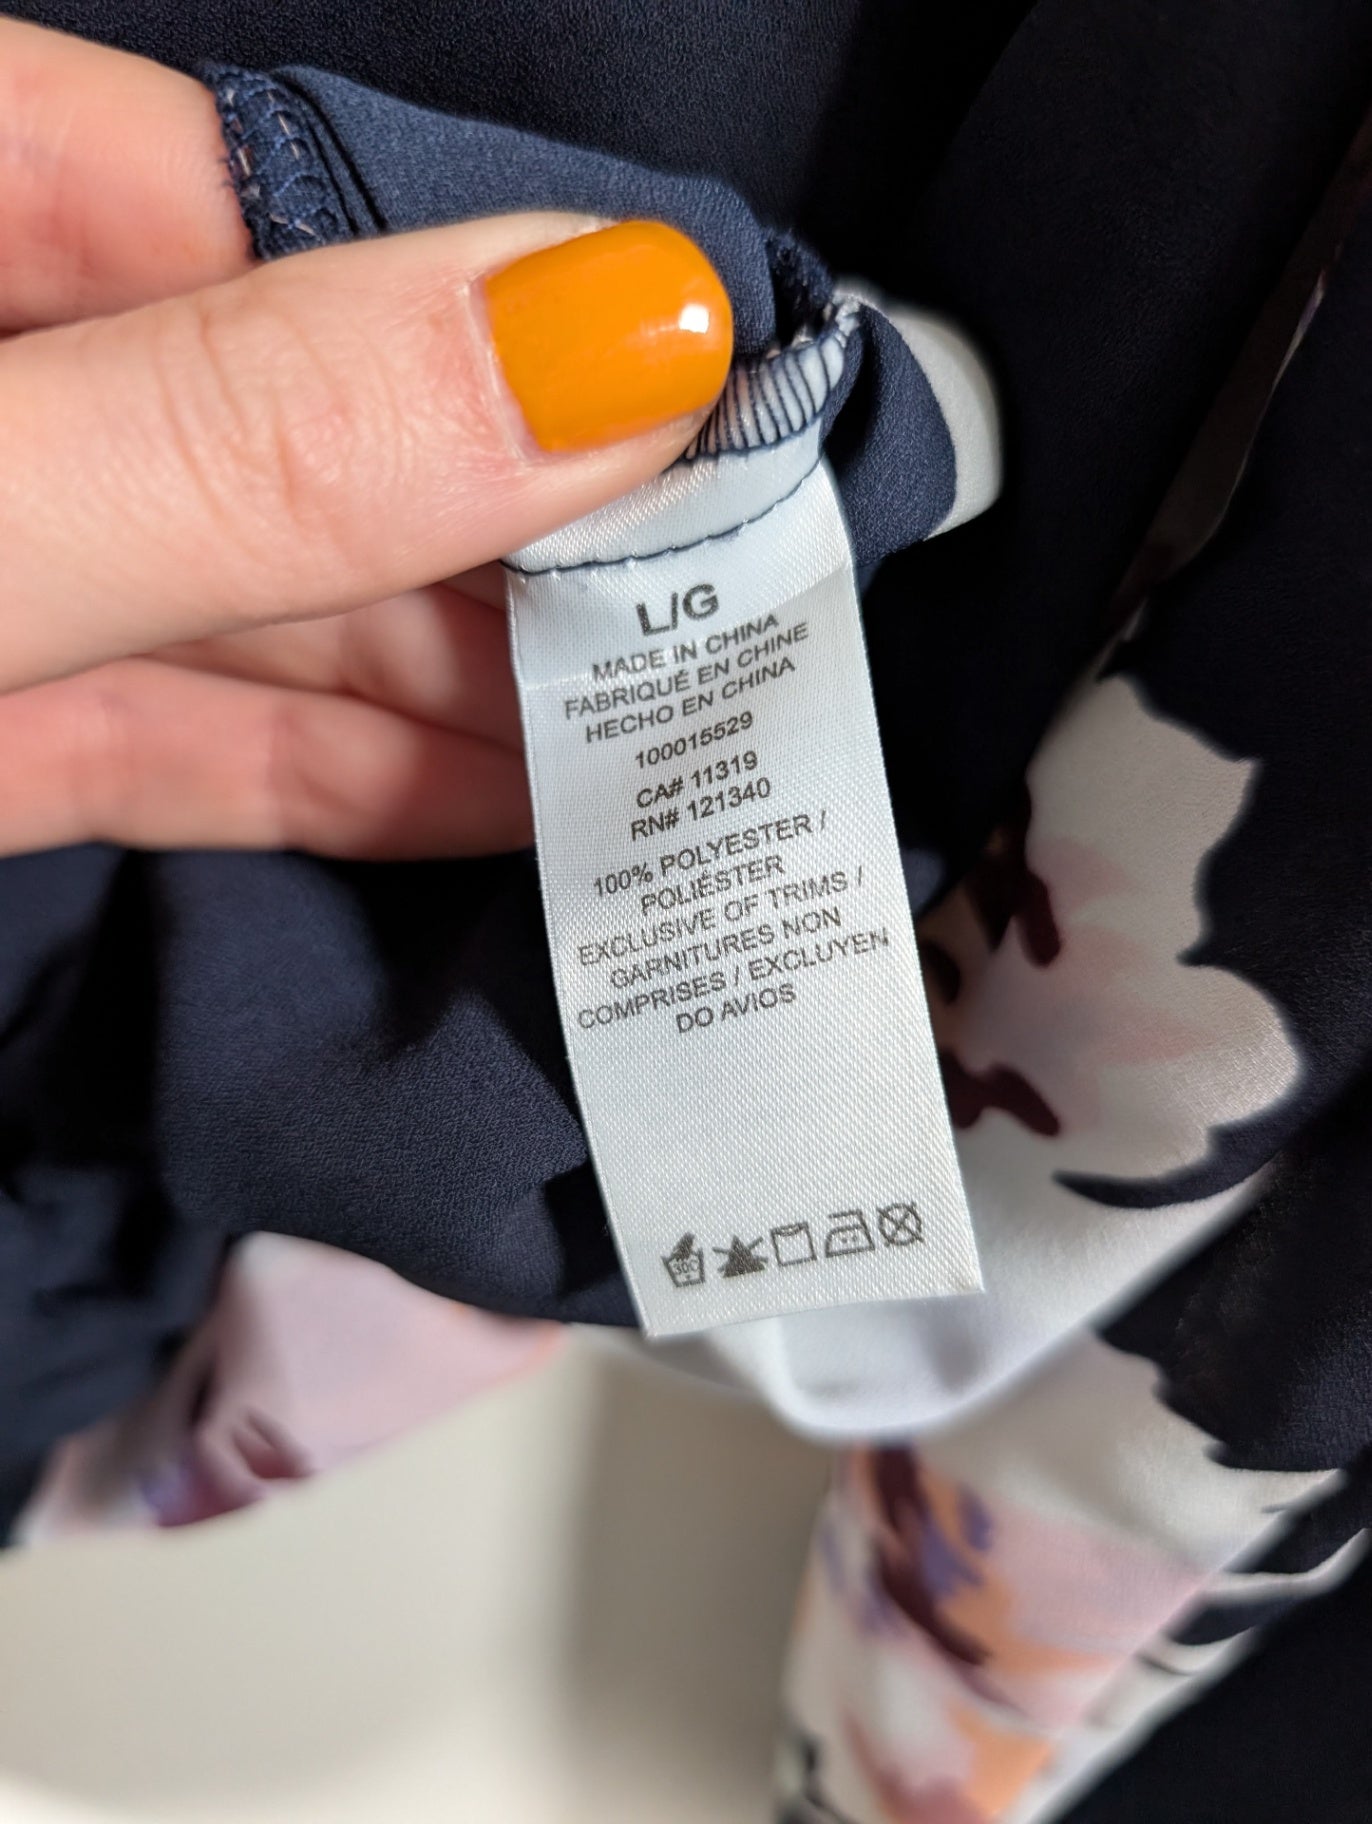 L/G
MADE IN CHINA
FABRIQUÉ EN CHINE
HECHO EN CHINA
100015529
CA# 11319
RN# 121340
100% POLYESTER /
POLIÉSTER
EXCLUSIVE OF TRIMS /
GARNITURES NON
COMPRISES / EXCLUYEN
DO AVIOS
30C